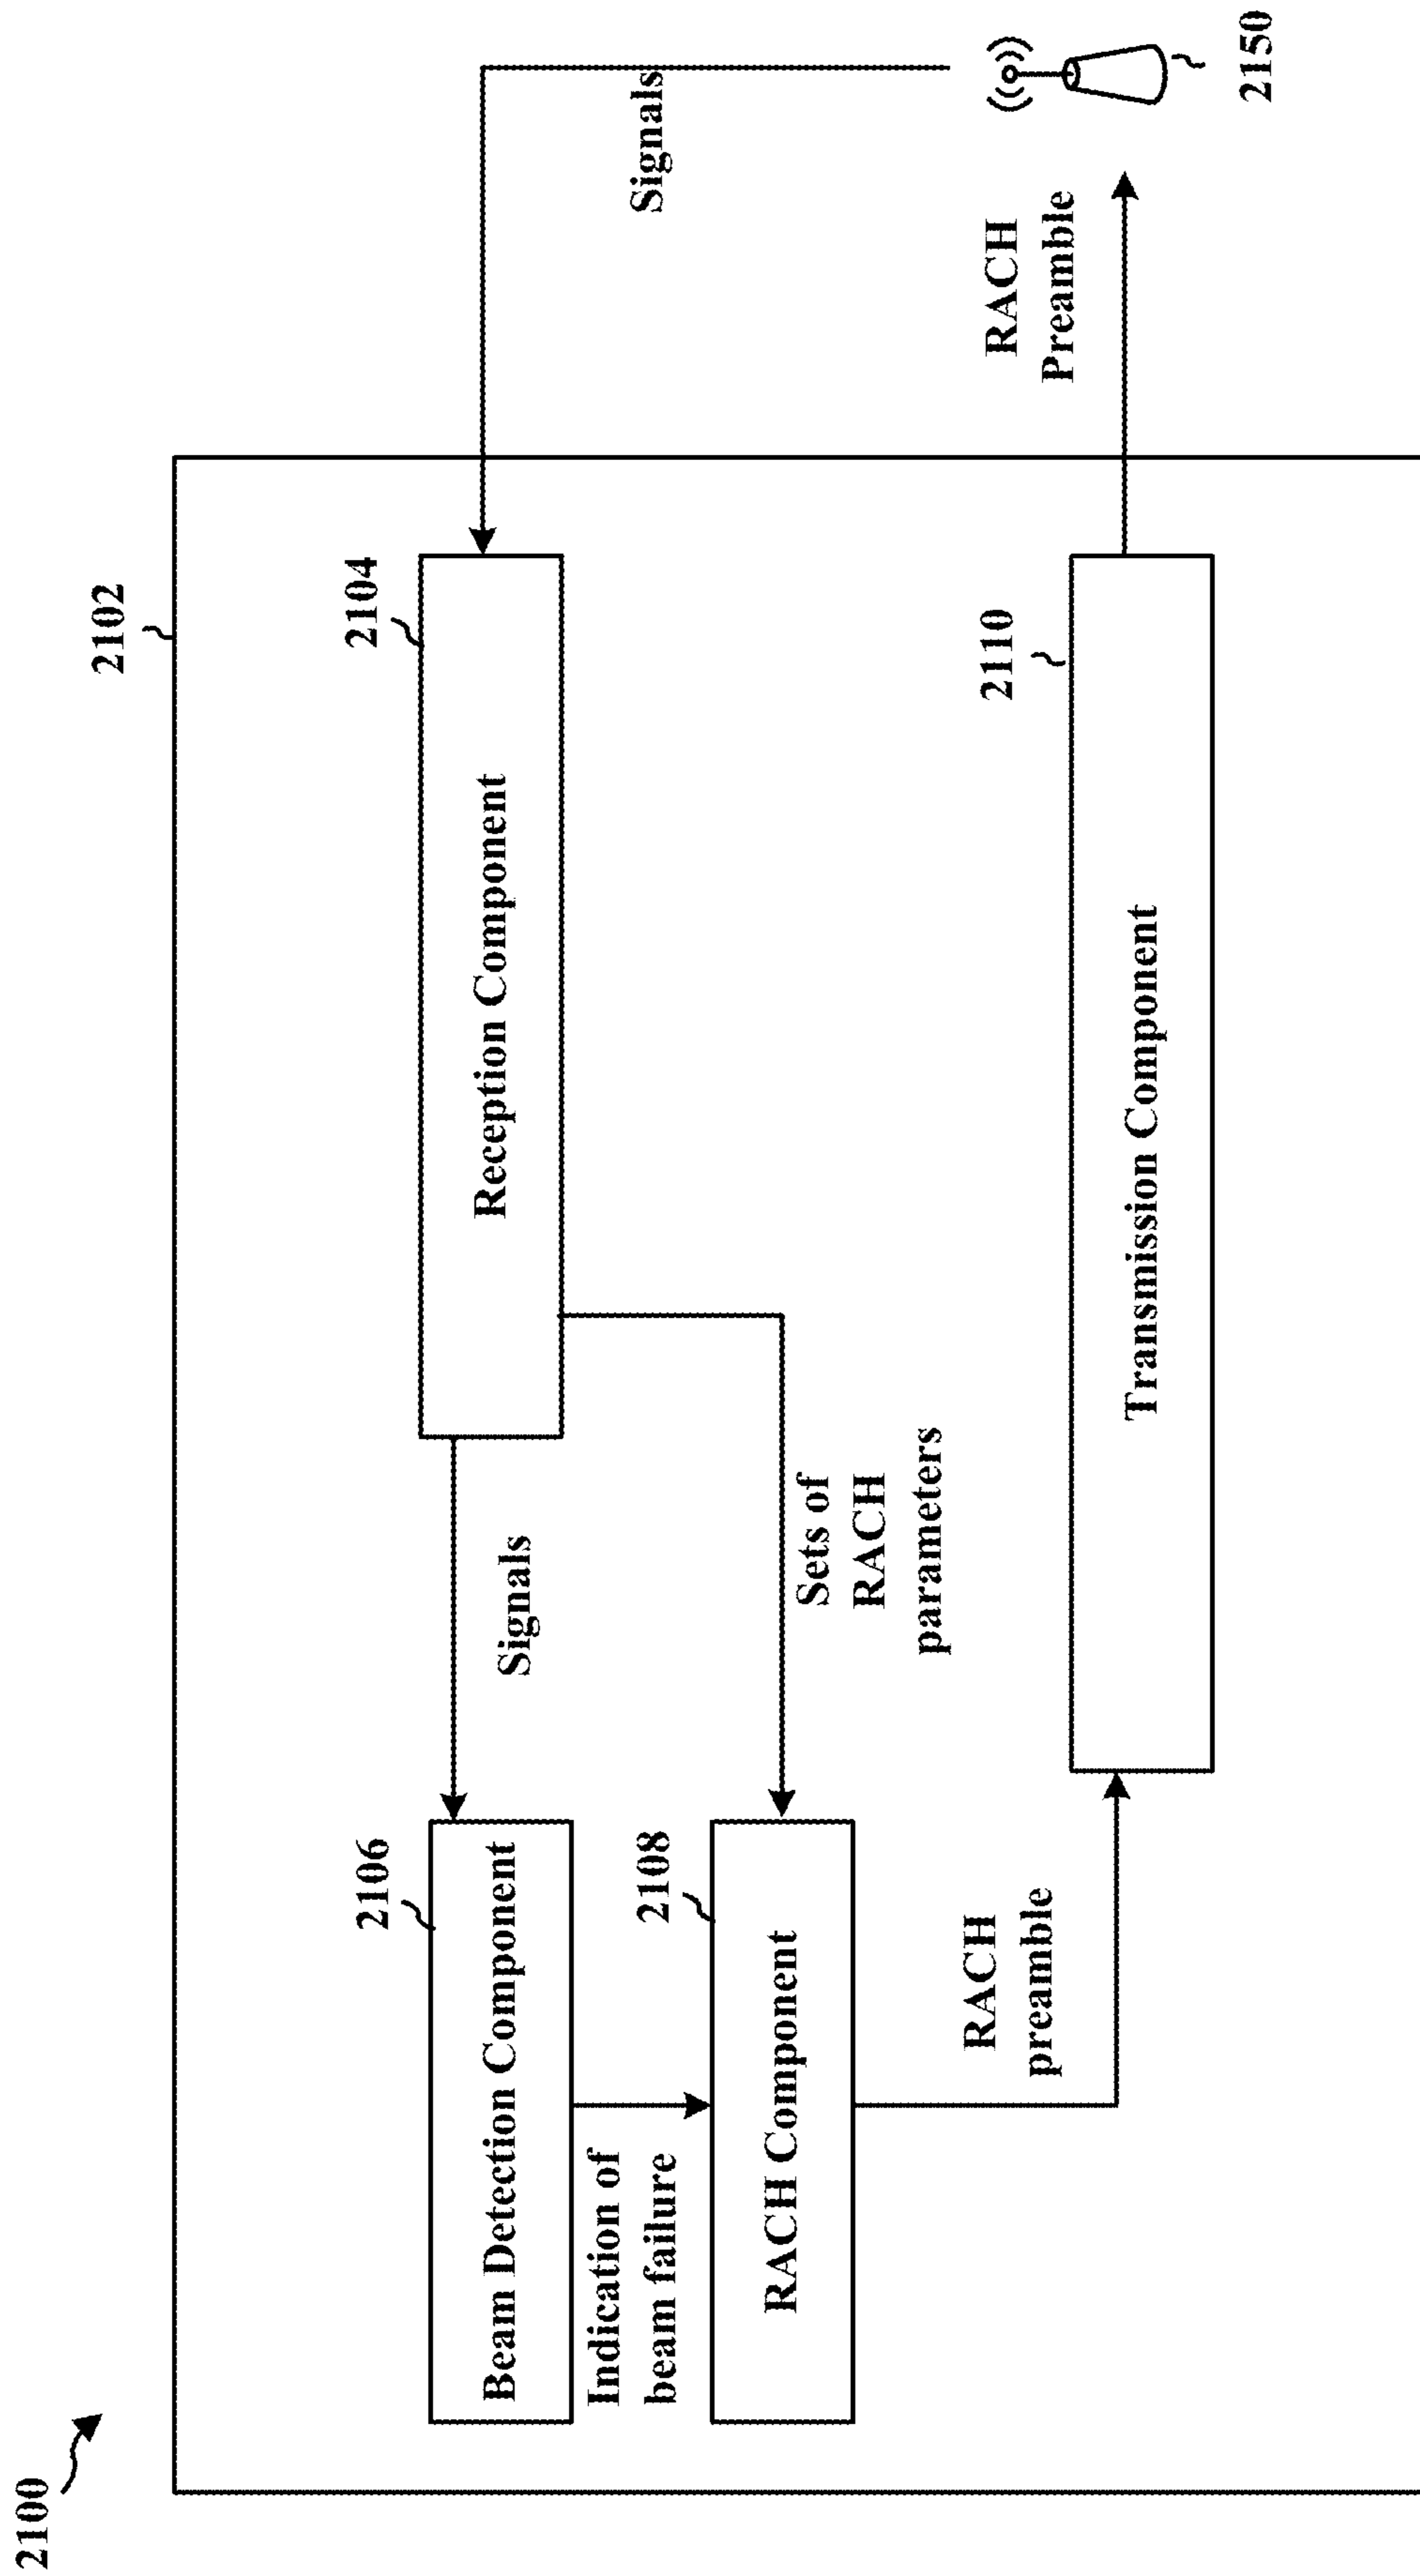 2100
2102
2106
Beam Detection Component
Signals
2104
Reception Component
Signals
Indication of
beam failure
2108
RACH Component
Sets of
RACH
parameters
RACH
preamble
2110
Transmission Component
RACH
Preamble
2150